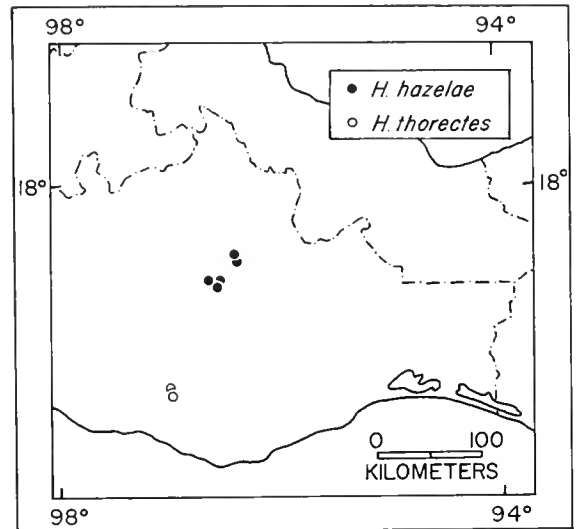 98° 94°
● H. hazelae
○ H. thorectes
18° 18°
0 100
KILOMETERS
98° 94°